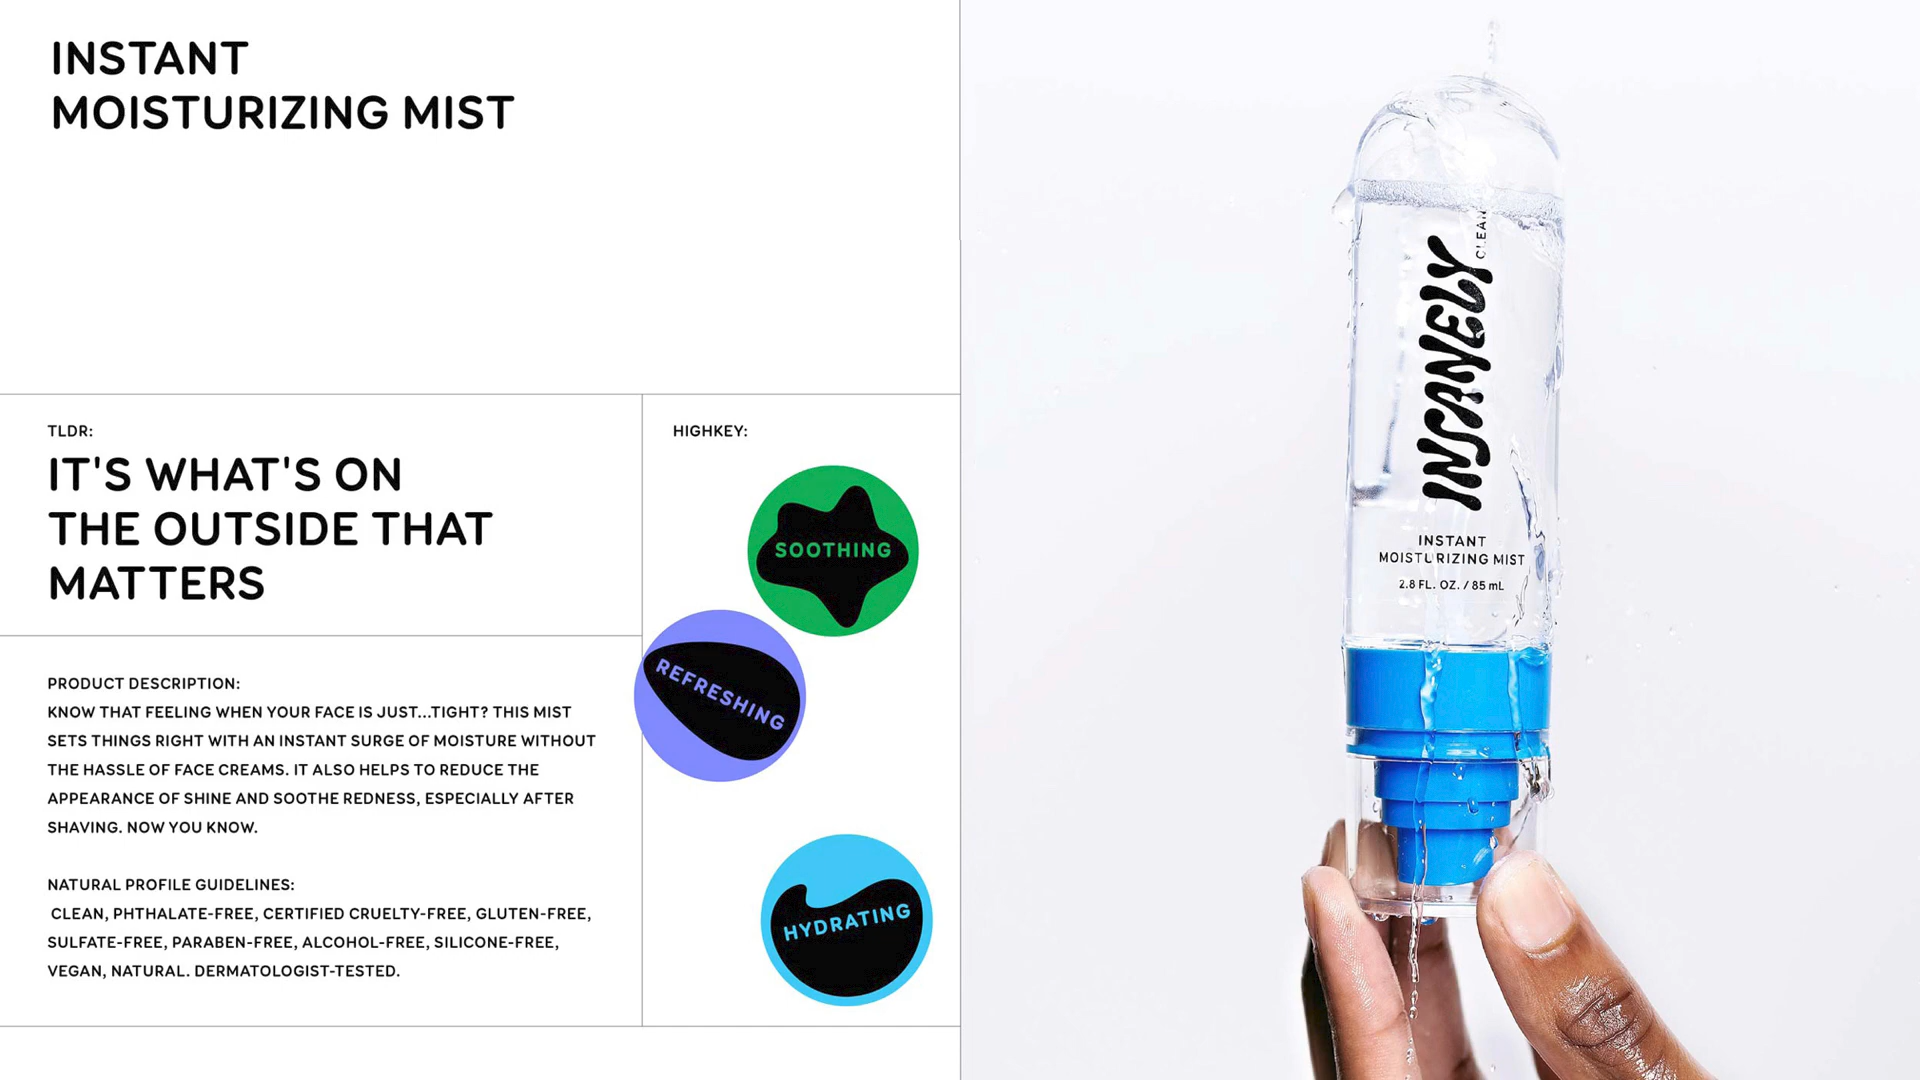 INSTANT
MOISTURIZING MIST
TLDR:
IT'S WHAT'S ON
THE OUTSIDE THAT
MATTERS
PRODUCT DESCRIPTION:
KNOW THAT FEELING WHEN YOUR FACE IS JUST...TIGHT? THIS MIST
SETS THINGS RIGHT WITH AN INSTANT SURGE OF MOISTURE WITHOUT
THE HASSLE OF FACE CREAMS. IT ALSO HELPS TO REDUCE THE
APPEARANCE OF SHINE AND SOOTHE REDNESS, ESPECIALLY AFTER
SHAVING. NOW YOU KNOW.
NATURAL PROFILE GUIDELINES:
CLEAN, PHTHALATE-FREE, CERTIFIED CRUELTY-FREE, GLUTEN-FREE,
SULFATE-FREE, PARABEN-FREE, ALCOHOL-FREE, SILICONE-FREE,
VEGAN, NATURAL. DERMATOLOGIST-TESTED.
HIGHKEY:
SOOTHING
REFRESHING
HYDRATING
INSANELY
CLEAN
INSTANT
MOISTURIZING MIST
2.8 FL. OZ. / 85 mL